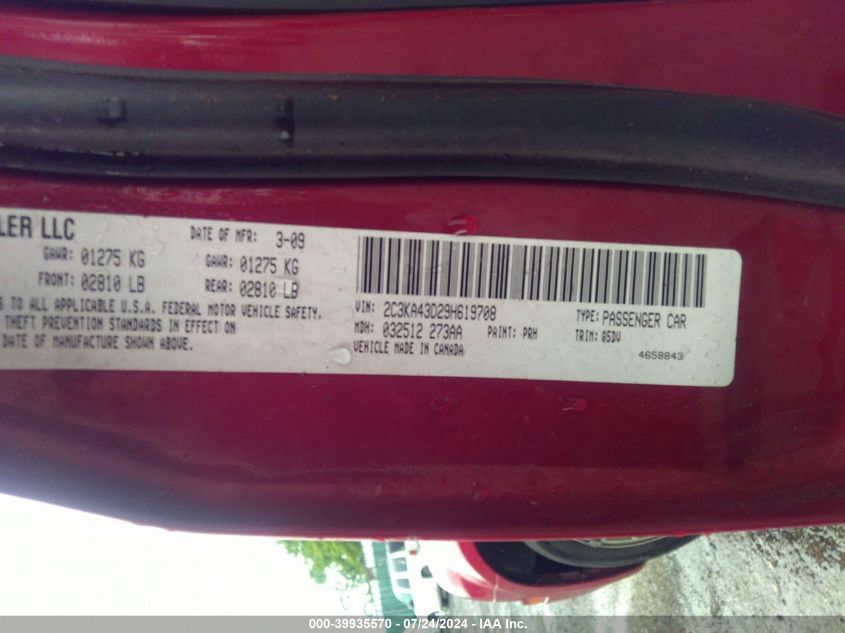 LER LLC
DATE OF MFR: 3-09
GAWR: 01275 KG GAWR: 01275 KG
FRONT: 02810 LB REAR: 02810 LB
TO ALL APPLICABLE U.S.A. FEDERAL MOTOR VEHICLE SAFETY,
THEFT PREVENTION STANDARDS IN EFFECT ON
DATE OF MANUFACTURE SHOWN ABOVE.
VIN: 2C3KA43D29H619708 TYPE: PASSENGER CAR
MDH: 032512 273AA PAINT: PRH TRIM: G5DV
VEHICLE MADE IN CANADA 4658843
000-39935570 - 07/24/2024 - IAA Inc.